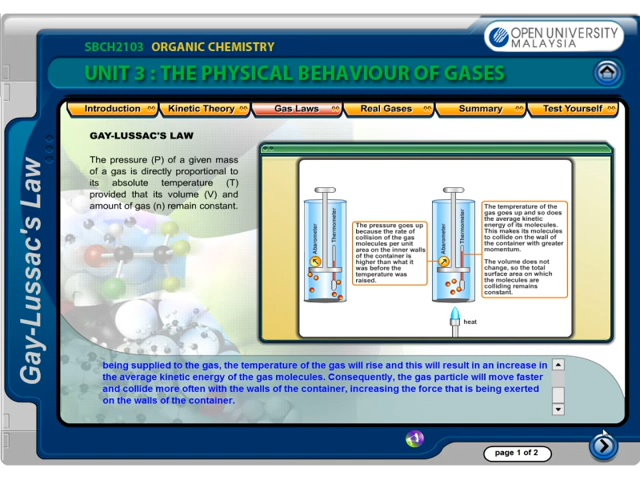 OPEN UNIVERSITY
MALAYSIA
SBCH2103 ORGANIC CHEMISTRY
UNIT 3 : THE PHYSICAL BEHAVIOUR OF GASES
Introduction
Kinetic Theory
Gas Laws
Real Gases
Summary
Test Yourself
Gay-Lussac's Law
GAY-LUSSAC'S LAW
The pressure (P) of a given mass
of a gas is directly proportional to
its absolute temperature (T)
provided that its volume (V) and
amount of gas (n) remain constant.
Abarometer
Thermometer
The pressure goes up
because the rate of
collision of the gas
molecules per unit
area on the inner walls
of the container is
higher than what it
was before the
temperature was
raised.
Abarometer
Thermometer
The temprerature of the
gas goes up and so does
the average kinetic
energy of its molecules.
This makes its molecules
to collide on the wall of
the container with greater
momentum.
The volume does not
change, so the total
surface area on which
the molecules are
colliding remains
constant.
heat
being supplied to the gas, the temperature of the gas will rise and this will result in an increase in
the average kinetic energy of the gas molecules. Consequently, the gas particle will move faster
and collide more often with the walls of the container, increasing the force that is being exerted
on the walls of the container.
page 1 of 2